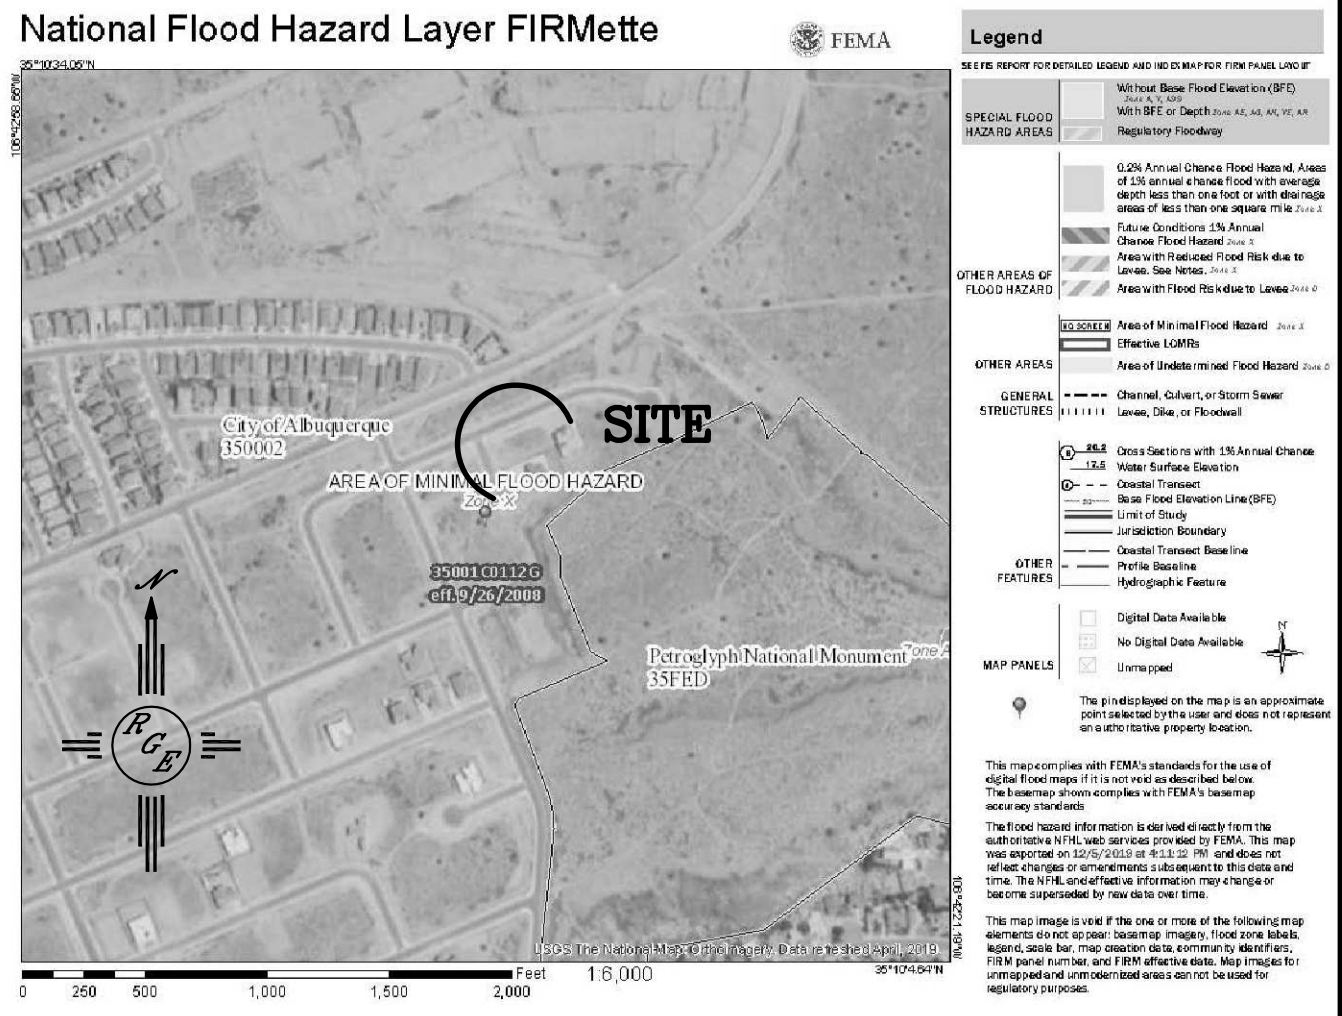 National Flood Hazard Layer FIRMette
FEMA
35°10'34.05"N
106°42'58.66"W
City of Albuquerque
350002
SITE
AREA OF MINIMAL FLOOD HAZARD
Zone X
35001C0112G
eff. 9/26/2008
N
Petroglyph National Monument
35FED
Zone A
R
G
E
USGS The National Map: Orthoimagery. Data refreshed April, 2019.
106°42'21.19"W
35°10'4.64"N
Feet
1:6,000
0 250 500 1,000 1,500 2,000
Legend
SEE FIS REPORT FOR DETAILED LEGEND AND INDEX MAP FOR FIRM PANEL LAYOUT
SPECIAL FLOOD
HAZARD AREAS
Without Base Flood Elevation (BFE)
Zone A, V, A99
With BFE or Depth Zone AE, AO, AH, VE, AR
Regulatory Floodway
OTHER AREAS OF
FLOOD HAZARD
0.2% Annual Chance Flood Hazard, Areas
of 1% annual chance flood with average
depth less than one foot or with drainage
areas of less than one square mile Zone X
Future Conditions 1% Annual
Chance Flood Hazard Zone X
Area with Reduced Flood Risk due to
Levee. See Notes. Zone X
Area with Flood Risk due to Levee Zone D
OTHER AREAS
NO SCREEN Area of Minimal Flood Hazard Zone X
Effective LOMRs
Area of Undetermined Flood Hazard Zone D
GENERAL
STRUCTURES
Channel, Culvert, or Storm Sewer
Levee, Dike, or Floodwall
OTHER
FEATURES
B 20.2 Cross Sections with 1% Annual Chance
17.5 Water Surface Elevation
8 Coastal Transect
513 Base Flood Elevation Line (BFE)
Limit of Study
Jurisdiction Boundary
Coastal Transect Baseline
Profile Baseline
Hydrographic Feature
MAP PANELS
Digital Data Available
No Digital Data Available
Unmapped
N
The pin displayed on the map is an approximate
point selected by the user and does not represent
an authoritative property location.
This map complies with FEMA's standards for the use of
digital flood maps if it is not void as described below.
The basemap shown complies with FEMA's basemap
accuracy standards
The flood hazard information is derived directly from the
authoritative NFHL web services provided by FEMA. This map
was exported on 12/5/2019 at 4:11:12 PM and does not
reflect changes or amendments subsequent to this date and
time. The NFHL and effective information may change or
become superseded by new data over time.
This map image is void if the one or more of the following map
elements do not appear: basemap imagery, flood zone labels,
legend, scale bar, map creation date, community identifiers,
FIRM panel number, and FIRM effective date. Map images for
unmapped and unmodernized areas cannot be used for
regulatory purposes.